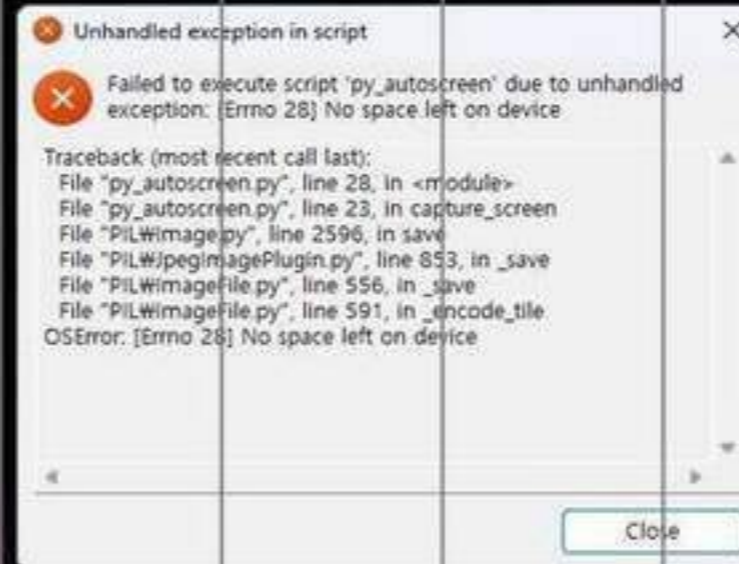 Unhandled exception in script
Failed to execute script 'py_autoscreen' due to unhandled
exception: [Errno 28] No space left on device
Traceback (most recent call last):
File "py_autoscreen.py", line 28, in <module>
File "py_autoscreen.py", line 23, in capture_screen
File "PIL₩Image.py", line 2596, in save
File "PIL₩JpegImagePlugin.py", line 853, in _save
File "PIL₩ImageFile.py", line 556, in _save
File "PIL₩ImageFile.py", line 591, in _encode_tile
OSError: [Errno 28] No space left on device
Close